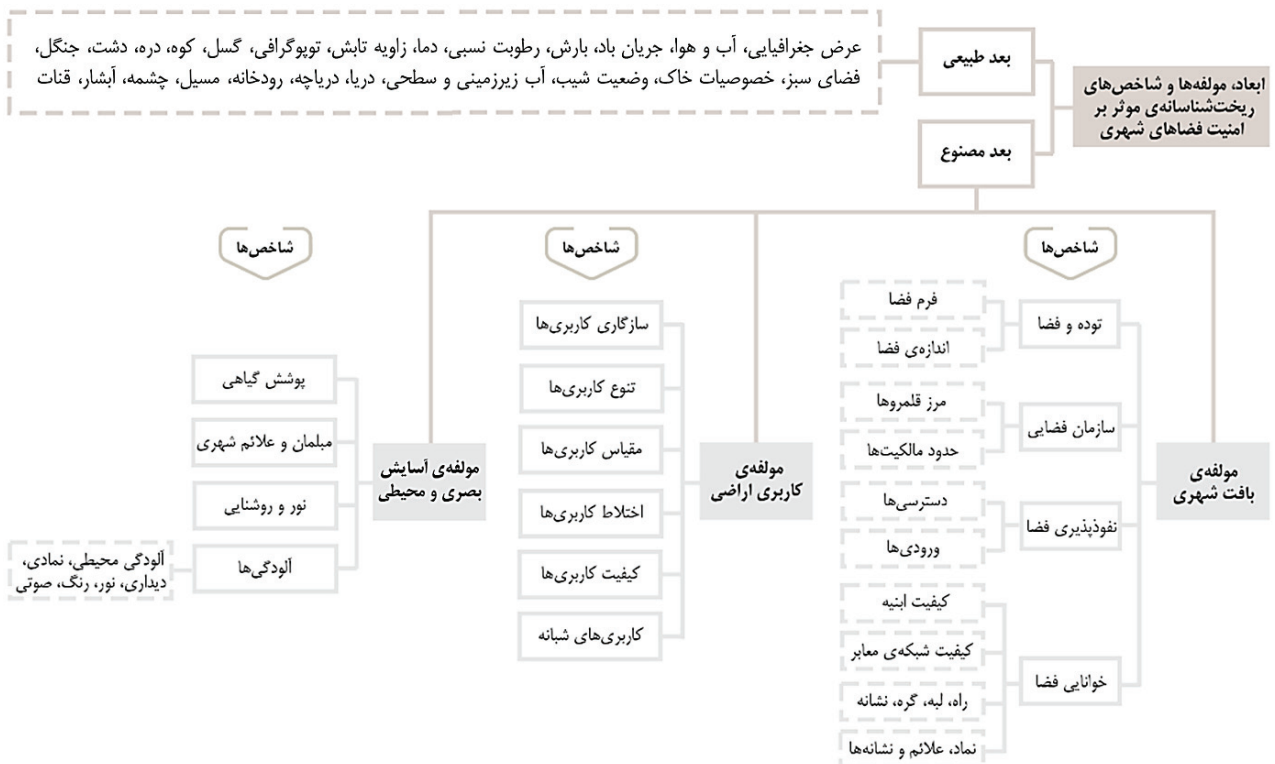 ابعاد، مولفه‌ها و شاخص‌های
ریخت‌شناسانه‌ی موثر بر
امنیت فضاهای شهری
بعد طبیعی
عرض جغرافیایی، آب و هوا، جریان باد، بارش، رطوبت نسبی، دما، زاویه تابش، توپوگرافی، گسل، کوه، دره، دشت، جنگل،
فضای سبز، خصوصیات خاک، وضعیت شیب، آب زیرزمینی و سطحی، دریا، دریاچه، رودخانه، مسیل، چشمه، آبشار، قنات
بعد مصنوع
مولفه‌ی
بافت شهری
شاخص‌ها
توده و فضا
فرم فضا
اندازه‌ی فضا
سازمان فضایی
مرز قلمروها
حدود مالکیت‌ها
نفوذپذیری فضا
دسترسی‌ها
ورودی‌ها
خوانایی فضا
کیفیت ابنیه
کیفیت شبکه‌ی معابر
راه، لبه، گره، نشانه
نماد، علائم و نشانه‌ها
مولفه‌ی
کاربری اراضی
شاخص‌ها
سازگاری کاربری‌ها
تنوع کاربری‌ها
مقیاس کاربری‌ها
اختلاط کاربری‌ها
کیفیت کاربری‌ها
کاربری‌های شبانه
مولفه‌ی آسایش
بصری و محیطی
شاخص‌ها
پوشش گیاهی
مبلمان و علائم شهری
نور و روشنایی
آلودگی‌ها
آلودگی محیطی، نمادی،
دیداری، نور، رنگ، صوتی